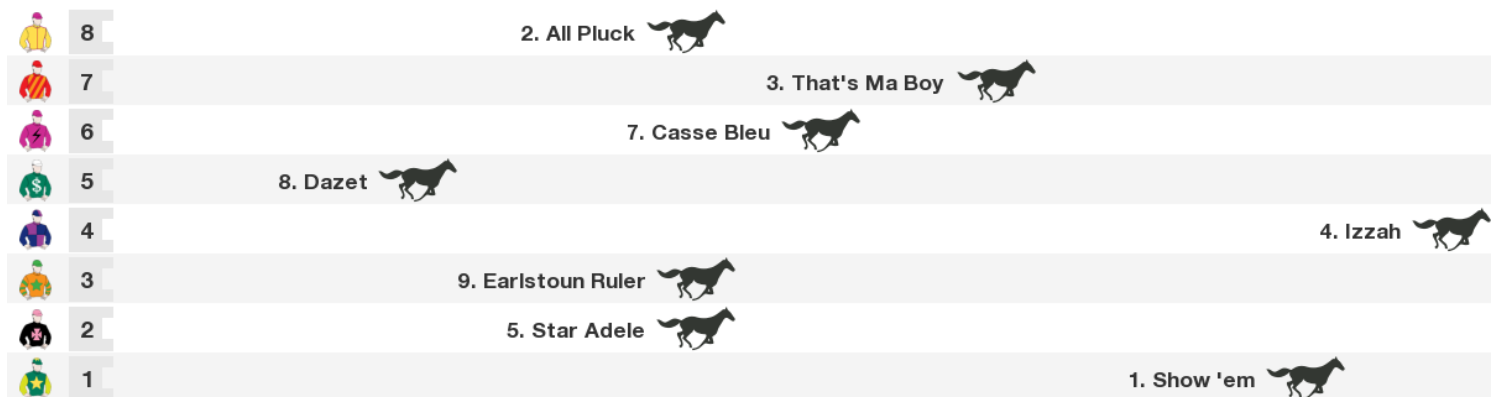 8 2. All Pluck
7 3. That's Ma Boy
6 7. Casse Bleu
5 8. Dazet
$
4 4. Izzah
3 9. Earlstoun Ruler
2 5. Star Adele
1 1. Show 'em